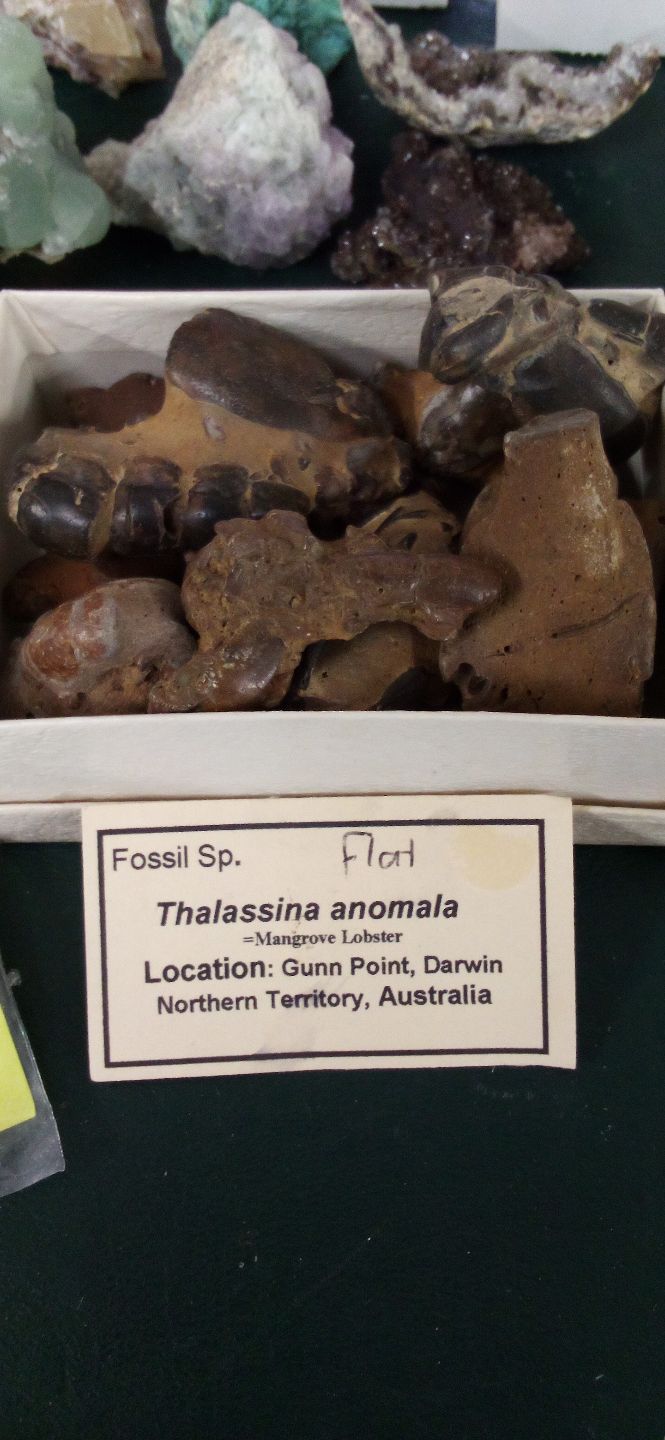 Fossil Sp. Flat
Thalassina anomala
=Mangrove Lobster
Location: Gunn Point, Darwin
Northern Territory, Australia